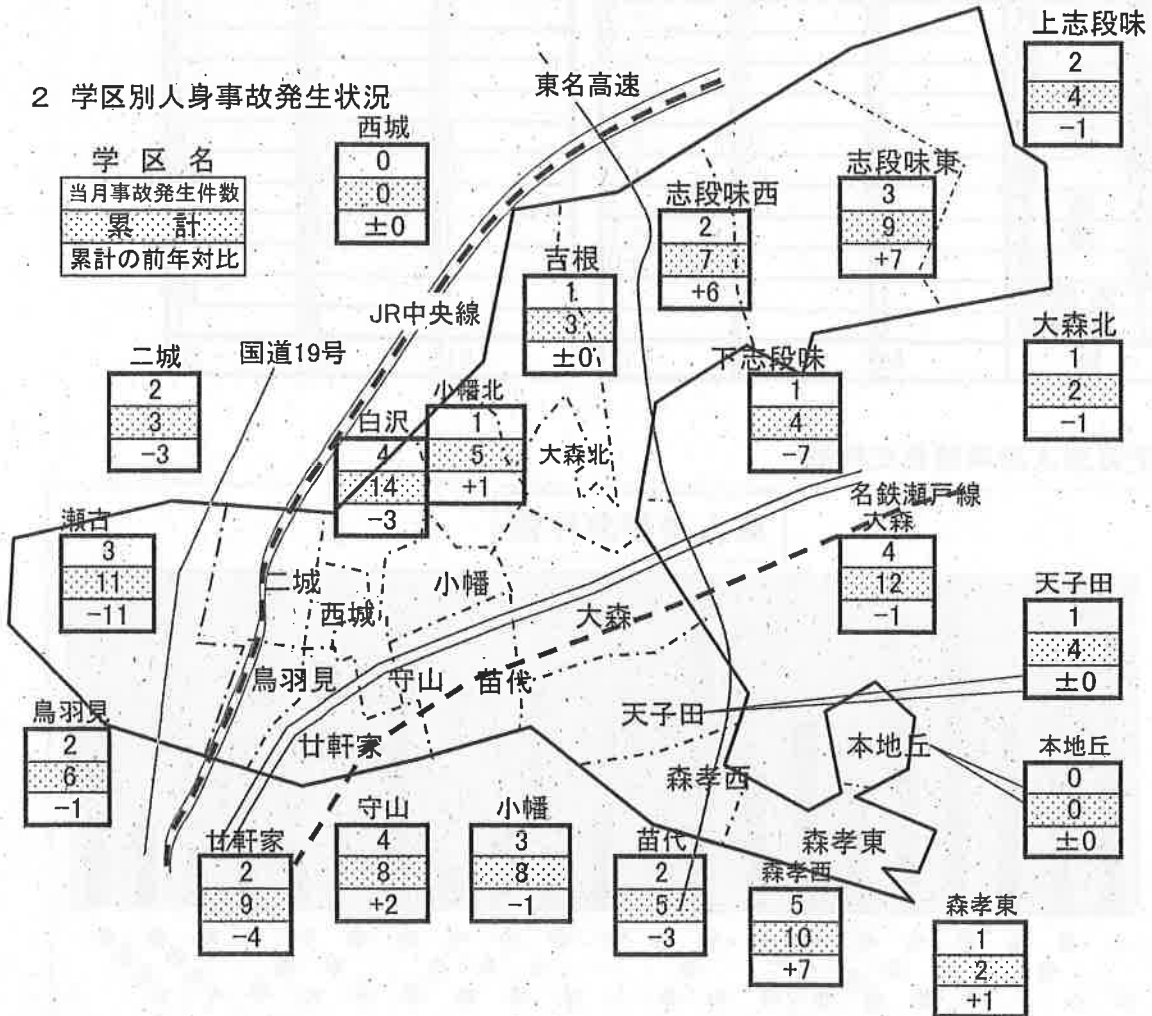 2 学区別人身事故発生状況
学区名
当月事故発生件数
累計
累計の前年対比
西城
0
0
±0
東名高速
上志段味
2
4
-1
志段味東
3
9
+7
志段味西
2
7
+6
吉根
1
3
±0
JR中央線
国道19号
二城
2
3
-3
大森北
1
2
-1
下志段味
1
4
-7
小幡北
1
5
+1
白沢
4
14
-3
大森北
名鉄瀬戸線
大森
4
12
-1
瀬古
3
11
-11
二城
西城
小幡
大森
天子田
1
4
±0
鳥羽見
守山
苗代
天子田
鳥羽見
2
6
-1
廿軒家
本地丘
本地丘
0
0
±0
森孝西
森孝東
廿軒家
2
9
-4
守山
4
8
+2
小幡
3
8
-1
苗代
2
5
-3
森孝西
5
10
+7
森孝東
1
2
+1